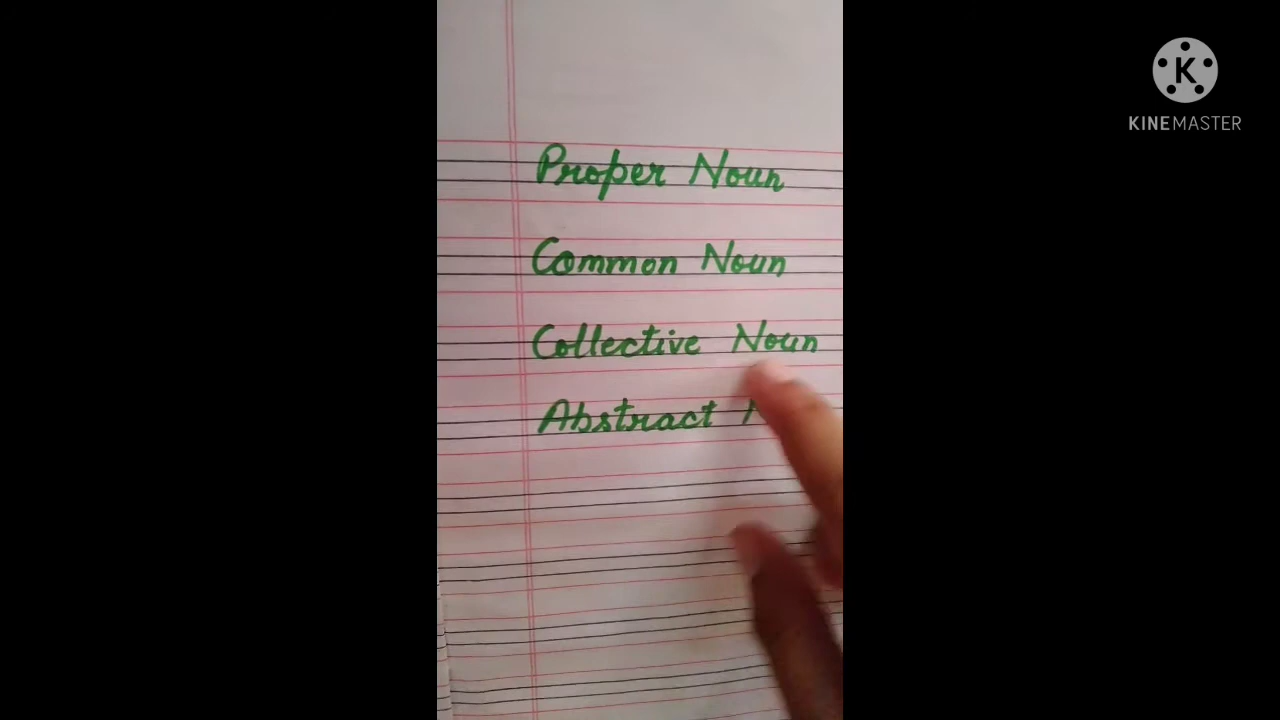 Proper Noun
Common Noun
Collective Noun
Abstract
KINEMASTER